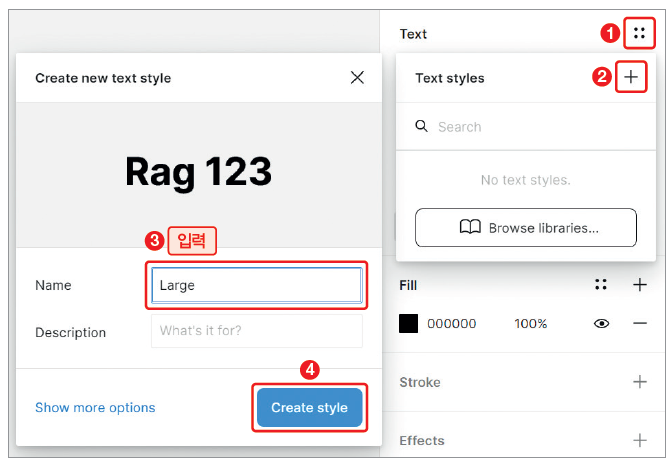 Text
1
Create new text style
Text styles
2
Search
Rag 123
No text styles.
Browse libraries...
3 입력
Name
Large
Description
What's it for?
4
Show more options
Create style
Fill
000000
100%
Stroke
Effects